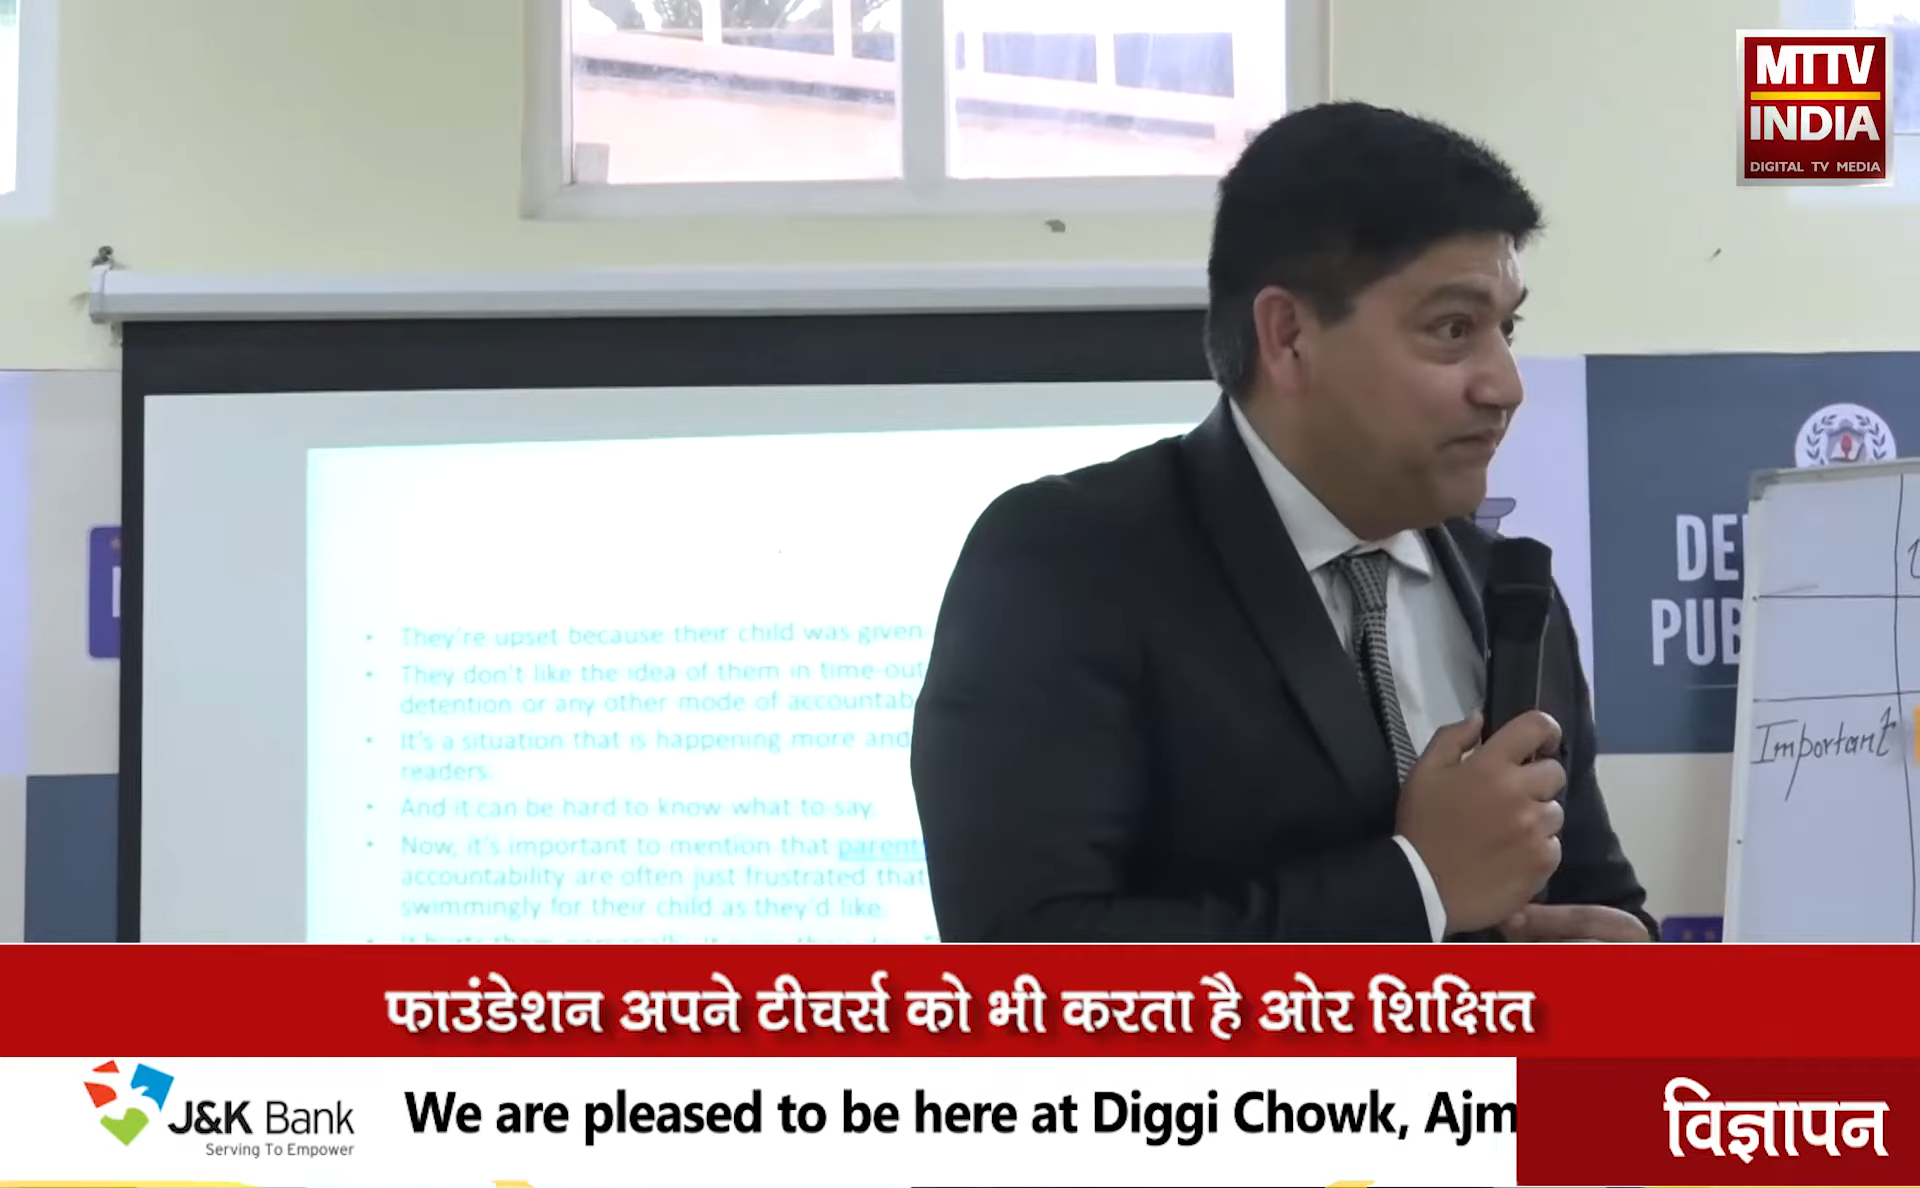 MTTV
INDIA
DIGITAL TV MEDIA
• They're upset because their child was given
• They don't like the idea of them in time-out
detention or any other mode of
• It's a situation that is happening more and
readers.
• And it can be hard to know what to say.
• Now, it's important to mention that
accountability are often just frustrated that
swimmingly for their child as they'd like.
Important
फाउंडेशन अपने टीचर्स को भी करता है ओर शिक्षित
J&K Bank
Serving To Empower
We are pleased to be here at Diggi Chowk, Ajm
विज्ञापन